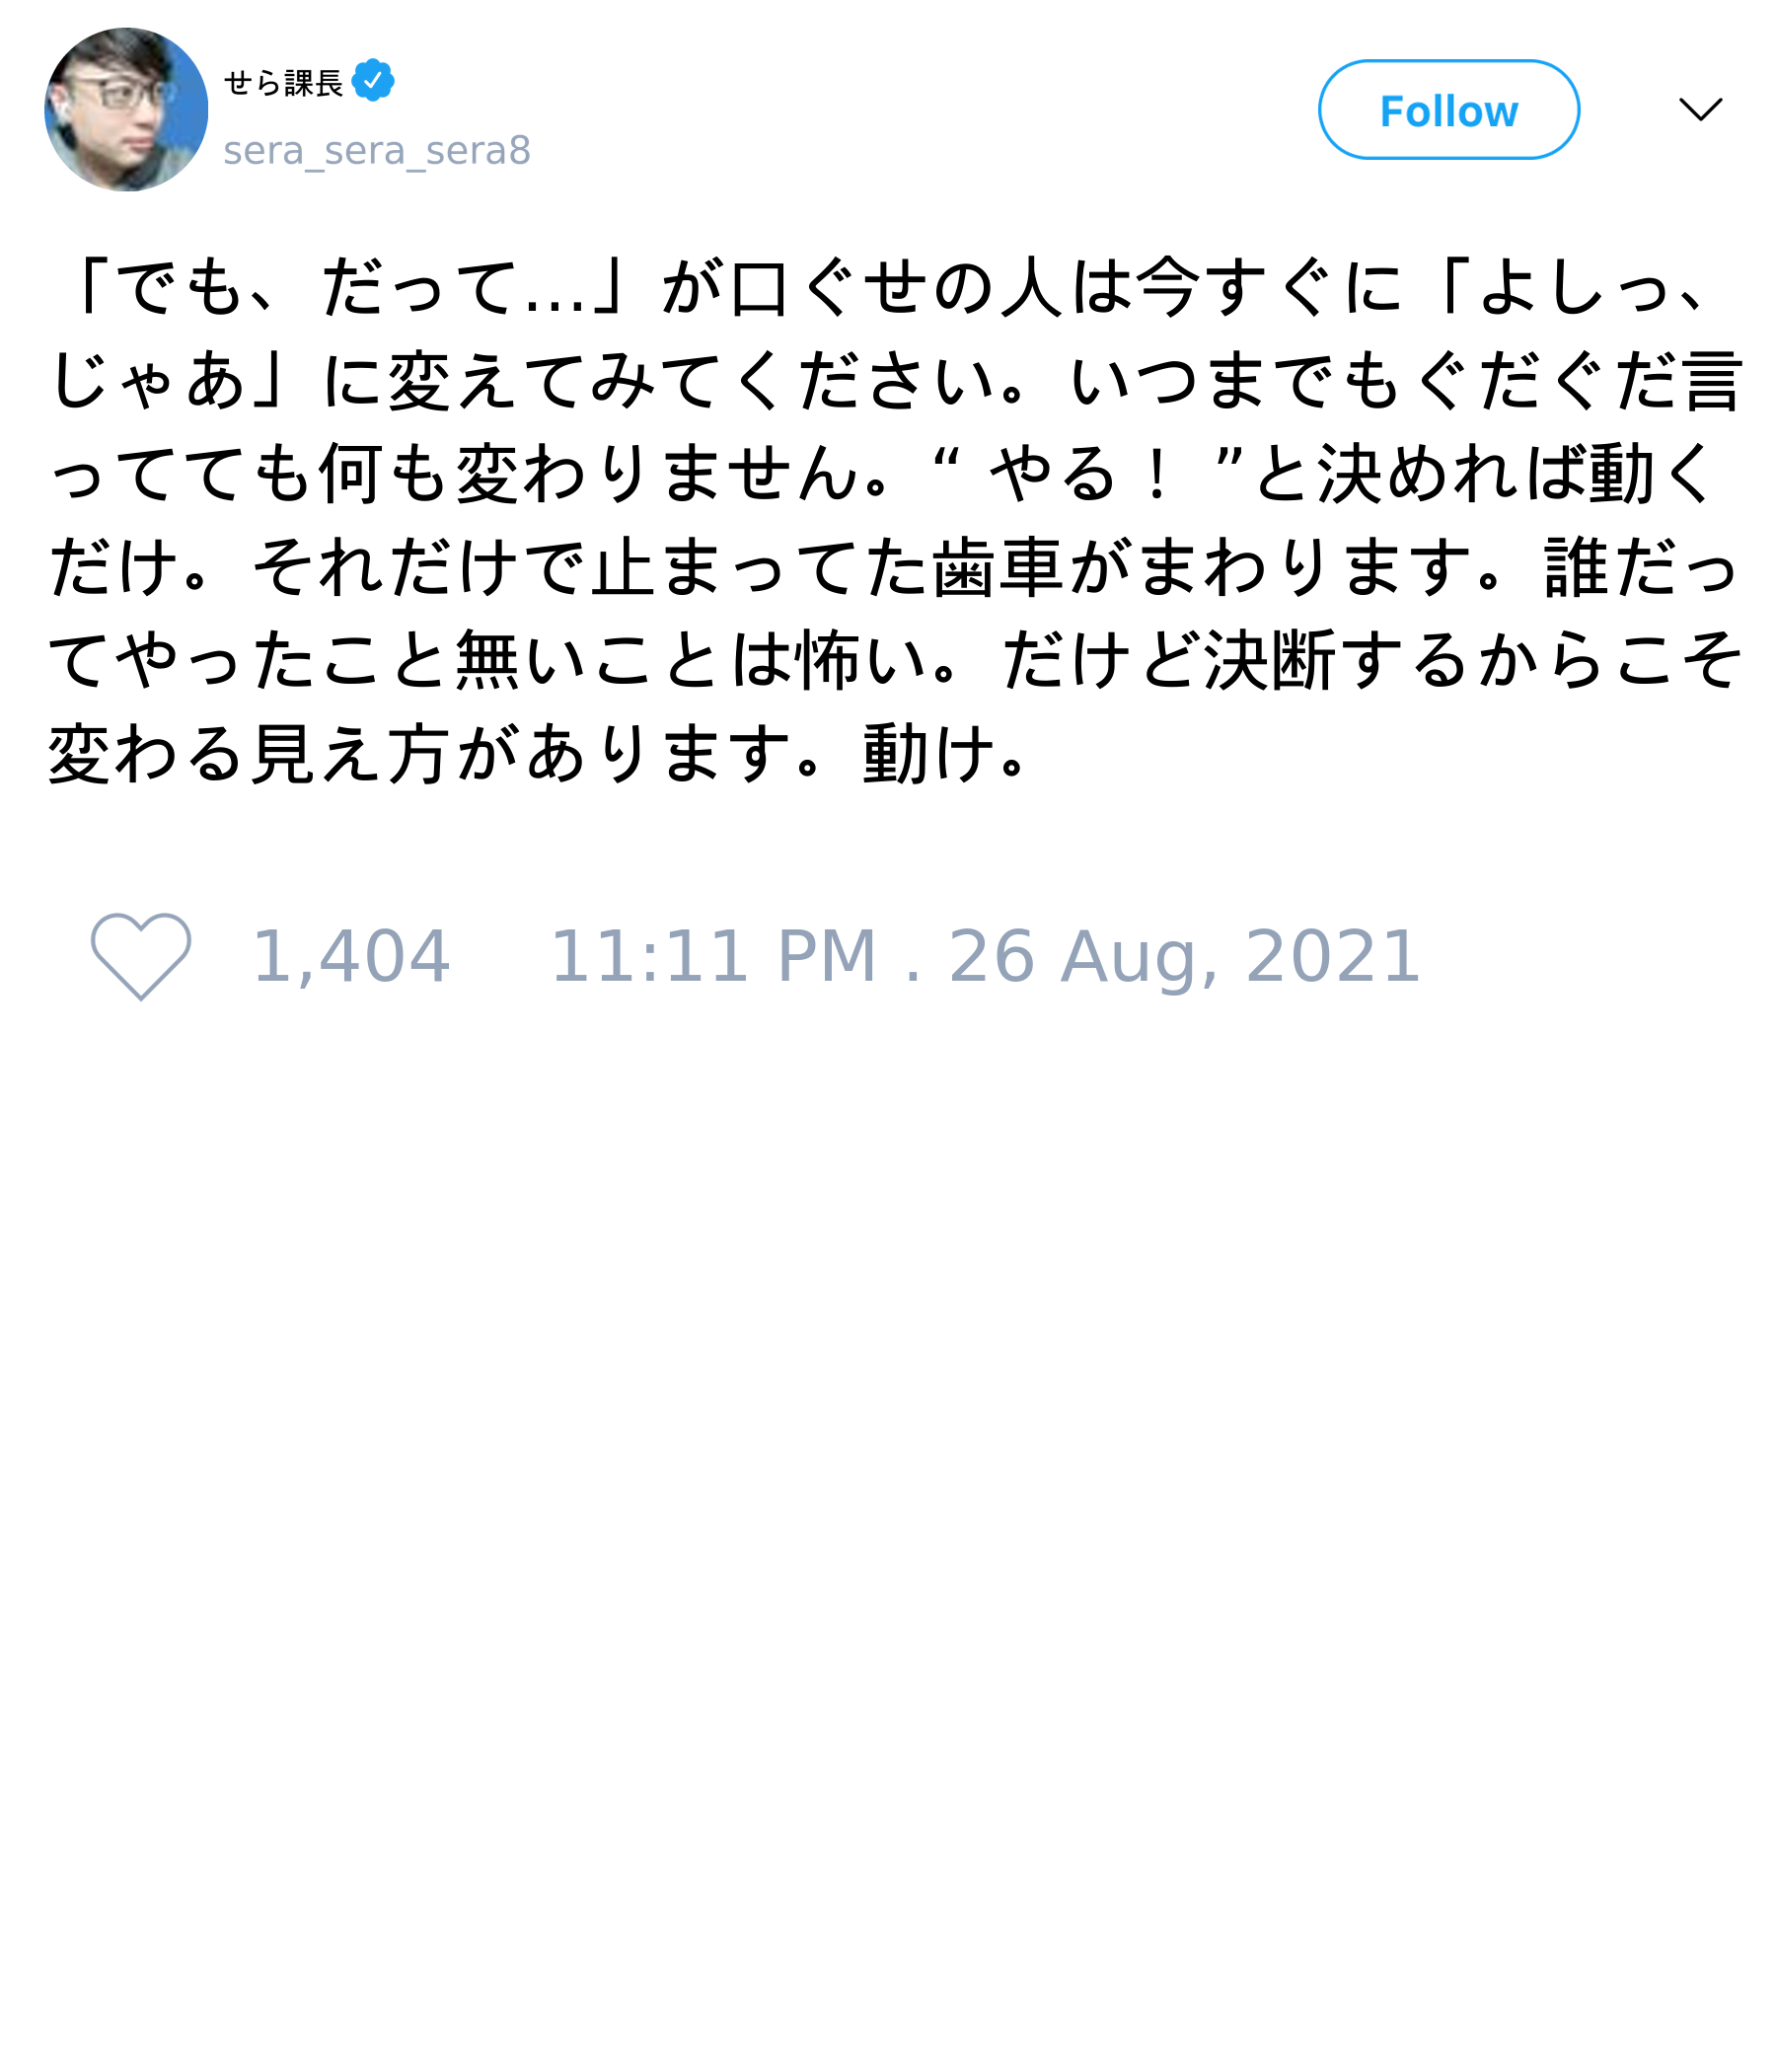 せら課長
sera_sera_sera8
Follow
「でも、だって...」が口ぐせの人は今すぐに「よしっ、
じゃあ」に変えてみてください。いつまでもぐだぐだ言
ってても何も変わりません。“ やる！ ”と決めれば動く
だけ。それだけで止まってた歯車がまわります。誰だっ
てやったこと無いことは怖い。だけど決断するからこそ
変わる見え方があります。動け。
1,404 11:11 PM . 26 Aug, 2021